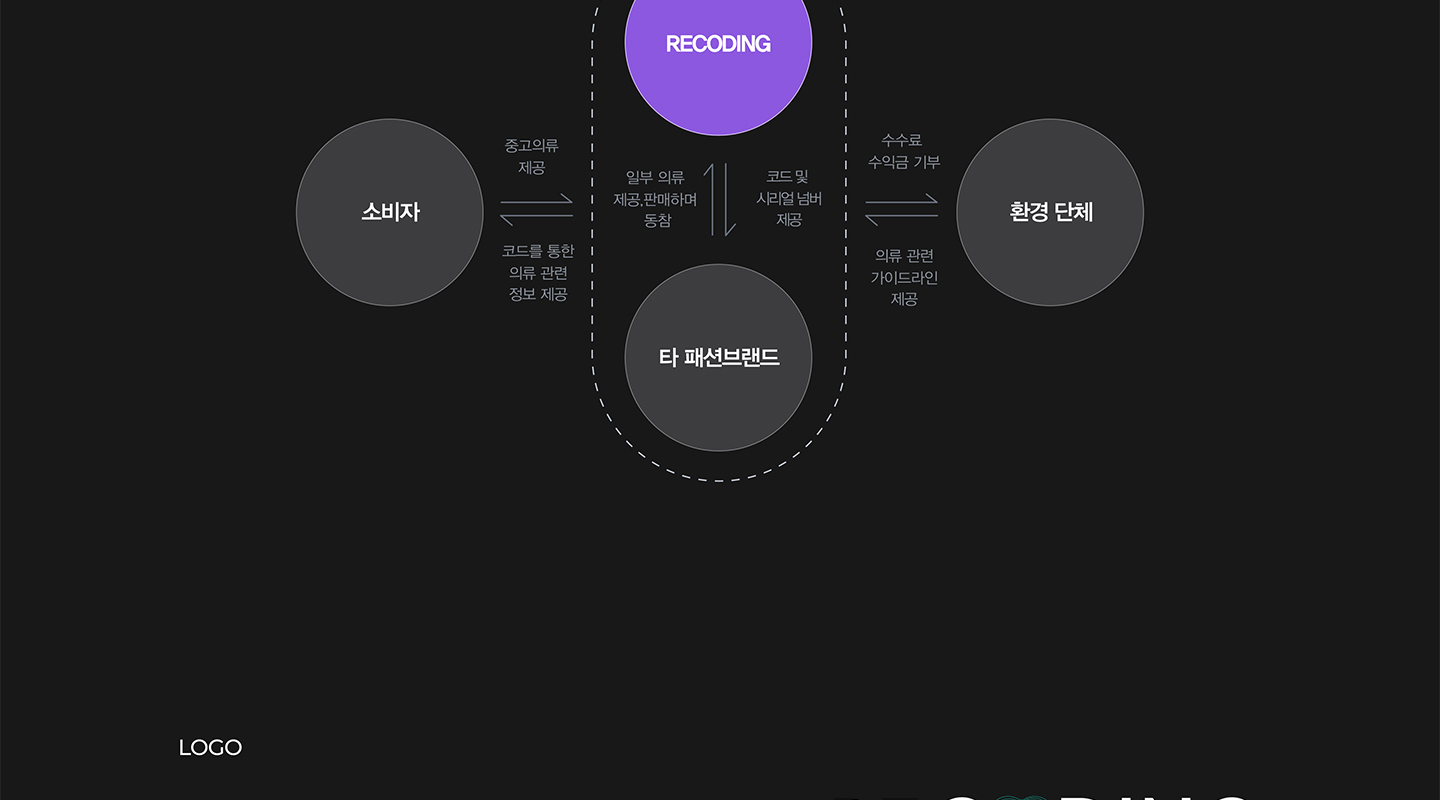 RECODING
소비자
중고의류
제공
코드를 통한
의류 관련
정보 제공
일부 의류
제공,판매하며
동참
코드 및
시리얼 넘버
제공
타 패션브랜드
수수료
수익금 기부
의류 관련
가이드라인
제공
환경 단체
LOGO